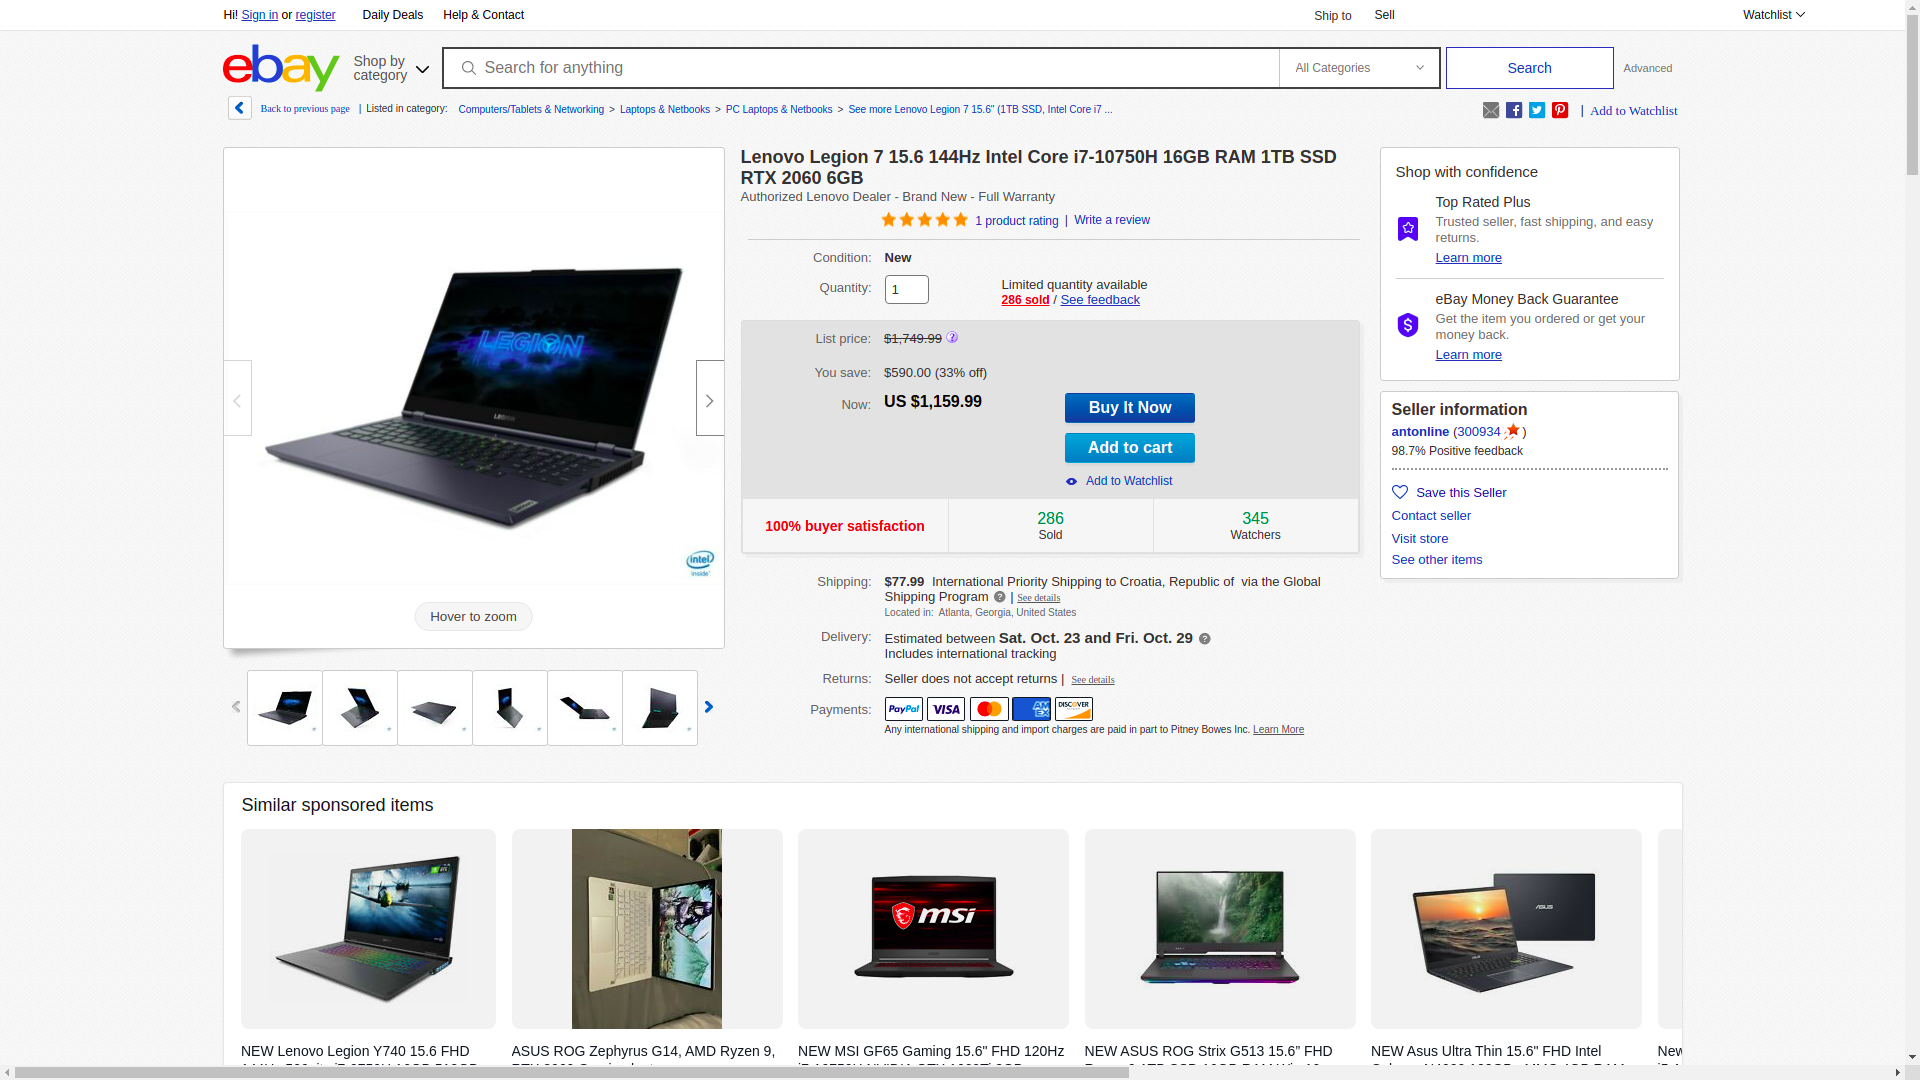 Hi! Sign in or register
Daily Deals
Help & Contact
Ship to
Sell
Watchlist
ebay
Shop by category
Search for anything
All Categories
Search
Advanced
Back to previous page | Listed in category: Computers/Tablets & Networking > Laptops & Netbooks > PC Laptops & Netbooks > See more Lenovo Legion 7 15.6" (1TB SSD, Intel Core i7 ...
| Add to Watchlist
LEGION
LEGION
intel
inside
Hover to zoom
Lenovo Legion 7 15.6 144Hz Intel Core i7-10750H 16GB RAM 1TB SSD
RTX 2060 6GB
Authorized Lenovo Dealer - Brand New - Full Warranty
1 product rating | Write a review
Condition: New
Quantity: 1
Limited quantity available
286 sold / See feedback
List price: $1,749.99
You save: $590.00 (33% off)
Now: US $1,159.99
Buy It Now
Add to cart
Add to Watchlist
100% buyer satisfaction
286
Sold
345
Watchers
Shipping: $77.99 International Priority Shipping to Croatia, Republic of via the Global
Shipping Program | See details
Located in: Atlanta, Georgia, United States
Delivery: Estimated between Sat. Oct. 23 and Fri. Oct. 29
Includes international tracking
Returns: Seller does not accept returns | See details
Payments: PayPal VISA AMEX DISCOVER
Any international shipping and import charges are paid in part to Pitney Bowes Inc. Learn More
Shop with confidence
Top Rated Plus
Trusted seller, fast shipping, and easy
returns.
Learn more
eBay Money Back Guarantee
Get the item you ordered or get your
money back.
Learn more
Seller information
antonline (300934 )
98.7% Positive feedback
Save this Seller
Contact seller
Visit store
See other items
Similar sponsored items
msi
ASUS
NEW Lenovo Legion Y740 15.6 FHD
ASUS ROG Zephyrus G14, AMD Ryzen 9,
NEW MSI GF65 Gaming 15.6" FHD 120Hz
NEW ASUS ROG Strix G513 15.6” FHD
NEW Asus Ultra Thin 15.6" FHD Intel